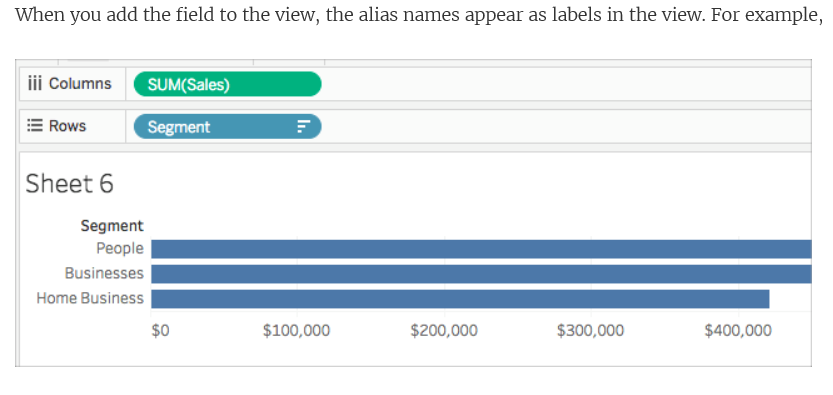 When you add the field to the view, the alias names appear as labels in the view. For example,
Columns SUM(Sales)
Rows Segment
Sheet 6
Segment
People
Businesses
Home Business
$0 $100,000 $200,000 $300,000 $400,000